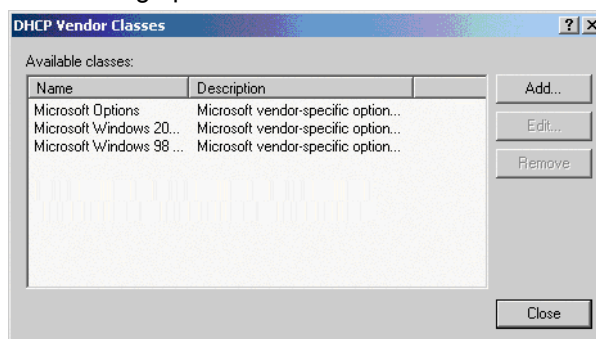 DHCP Vendor Classes
Available classes:
Name Description
Microsoft Options Microsoft vendor-specific option...
Microsoft Windows 20... Microsoft vendor-specific option...
Microsoft Windows 98 ... Microsoft vendor-specific option...
Add...
Edit...
Remove
Close